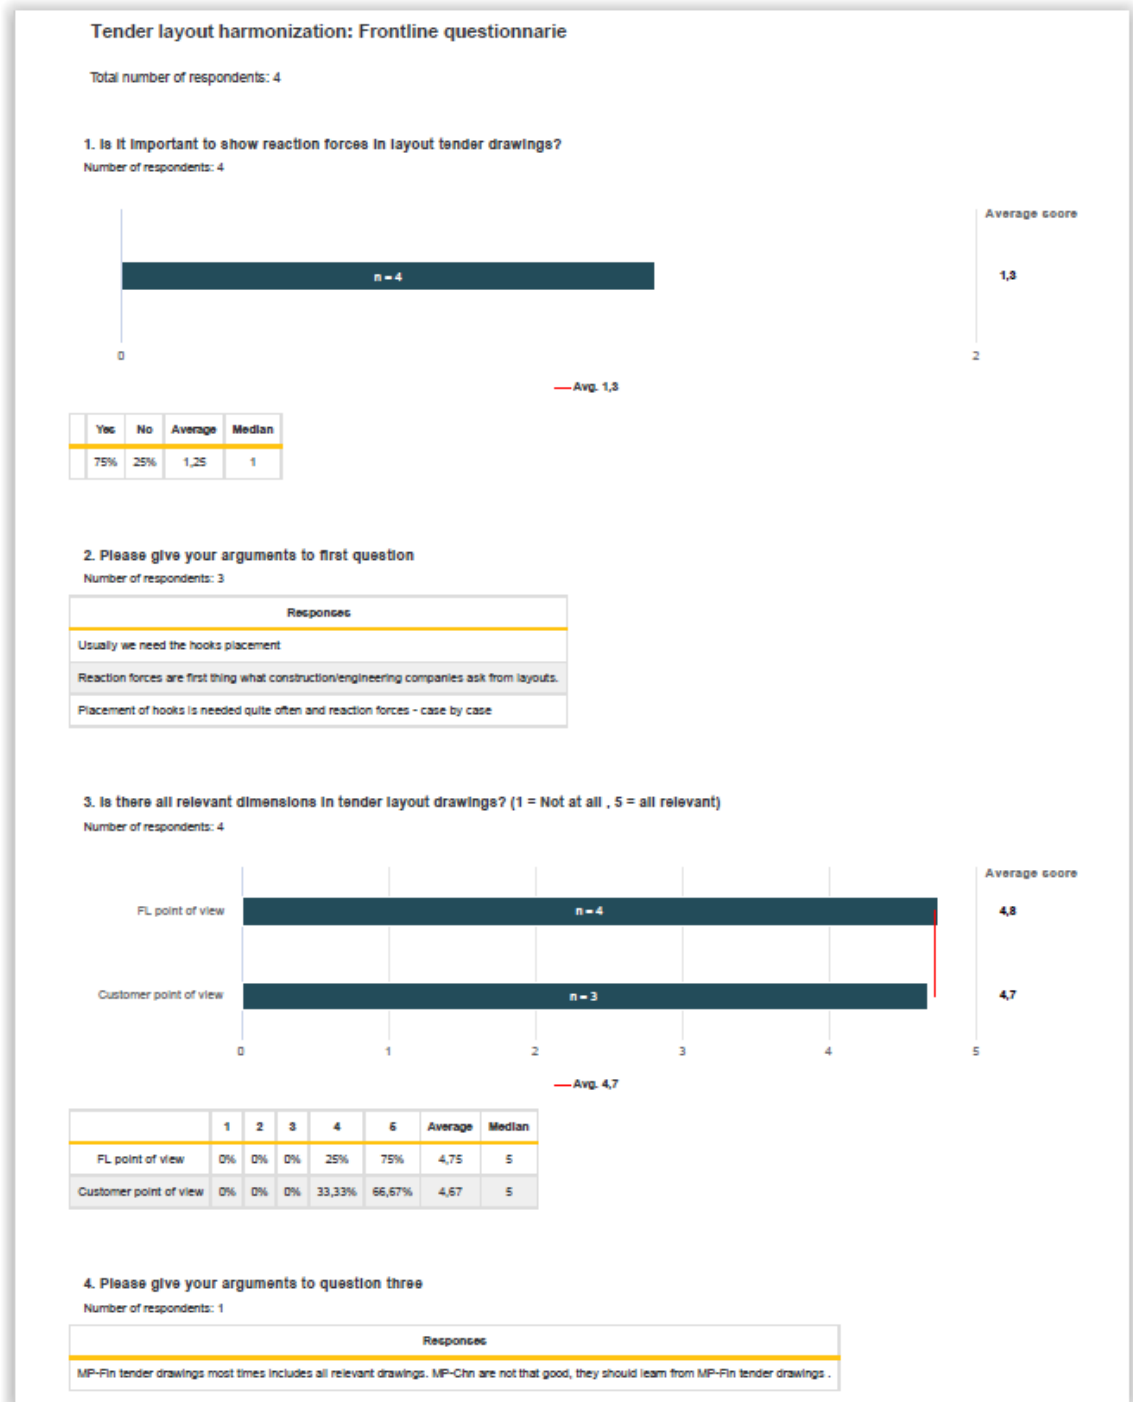 Tender layout harmonization: Frontline questionnarie
Total number of respondents: 4
1. Is it important to show reaction forces in layout tender drawings?
Number of respondents: 4
Average score
n = 4
1,3
0
2
Avg. 1,3
Yes No Average Median
75% 25% 1,25 1
2. Please give your arguments to first question
Number of respondents: 3
Responses
Usually we need the hooks placement
Reaction forces are first thing what construction/engineering companies ask from layouts.
Placement of hooks is needed quite often and reaction forces - case by case
3. Is there all relevant dimensions in tender layout drawings? (1 = Not at all , 5 = all relevant)
Number of respondents: 4
Average score
FL point of view n = 4 4,8
Customer point of view n = 3 4,7
0 1 2 3 4 5
Avg. 4,7
1 2 3 4 5 Average Median
FL point of view 0% 0% 0% 25% 75% 4,75 5
Customer point of view 0% 0% 0% 33,33% 66,67% 4,67 5
4. Please give your arguments to question three
Number of respondents: 1
Responses
MP-Fin tender drawings most times includes all relevant drawings. MP-Chn are not that good, they should learn from MP-Fin tender drawings .